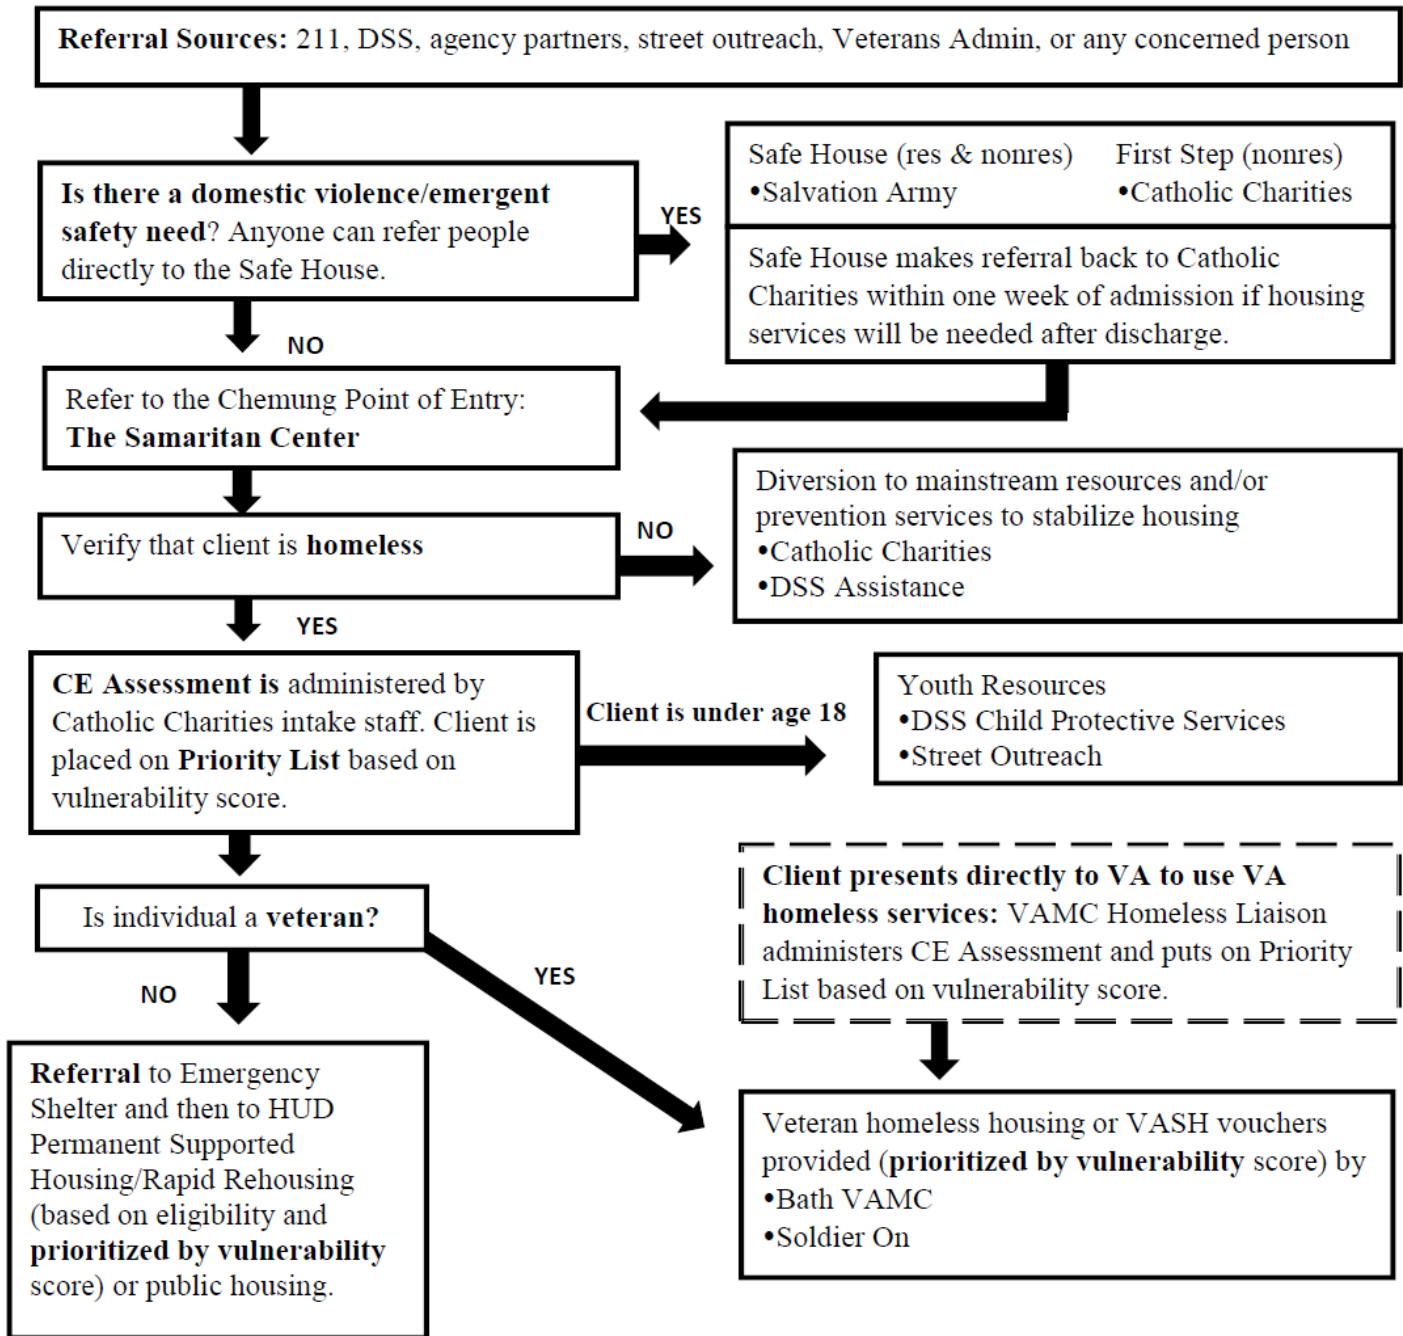 Referral Sources: 211, DSS, agency partners, street outreach, Veterans Admin, or any concerned person
Is there a domestic violence/emergent
safety need? Anyone can refer people
directly to the Safe House.
YES
Safe House (res & nonres) First Step (nonres)
•Salvation Army •Catholic Charities
Safe House makes referral back to Catholic
Charities within one week of admission if housing
services will be needed after discharge.
NO
Refer to the Chemung Point of Entry:
The Samaritan Center
Verify that client is homeless
NO
Diversion to mainstream resources and/or
prevention services to stabilize housing
•Catholic Charities
•DSS Assistance
YES
CE Assessment is administered by
Catholic Charities intake staff. Client is
placed on Priority List based on
vulnerability score.
Client is under age 18
Youth Resources
•DSS Child Protective Services
•Street Outreach
Is individual a veteran?
YES
NO
Client presents directly to VA to use VA
homeless services: VAMC Homeless Liaison
administers CE Assessment and puts on Priority
List based on vulnerability score.
Referral to Emergency
Shelter and then to HUD
Permanent Supported
Housing/Rapid Rehousing
(based on eligibility and
prioritized by vulnerability
score) or public housing.
Veteran homeless housing or VASH vouchers
provided (prioritized by vulnerability score) by
•Bath VAMC
•Soldier On